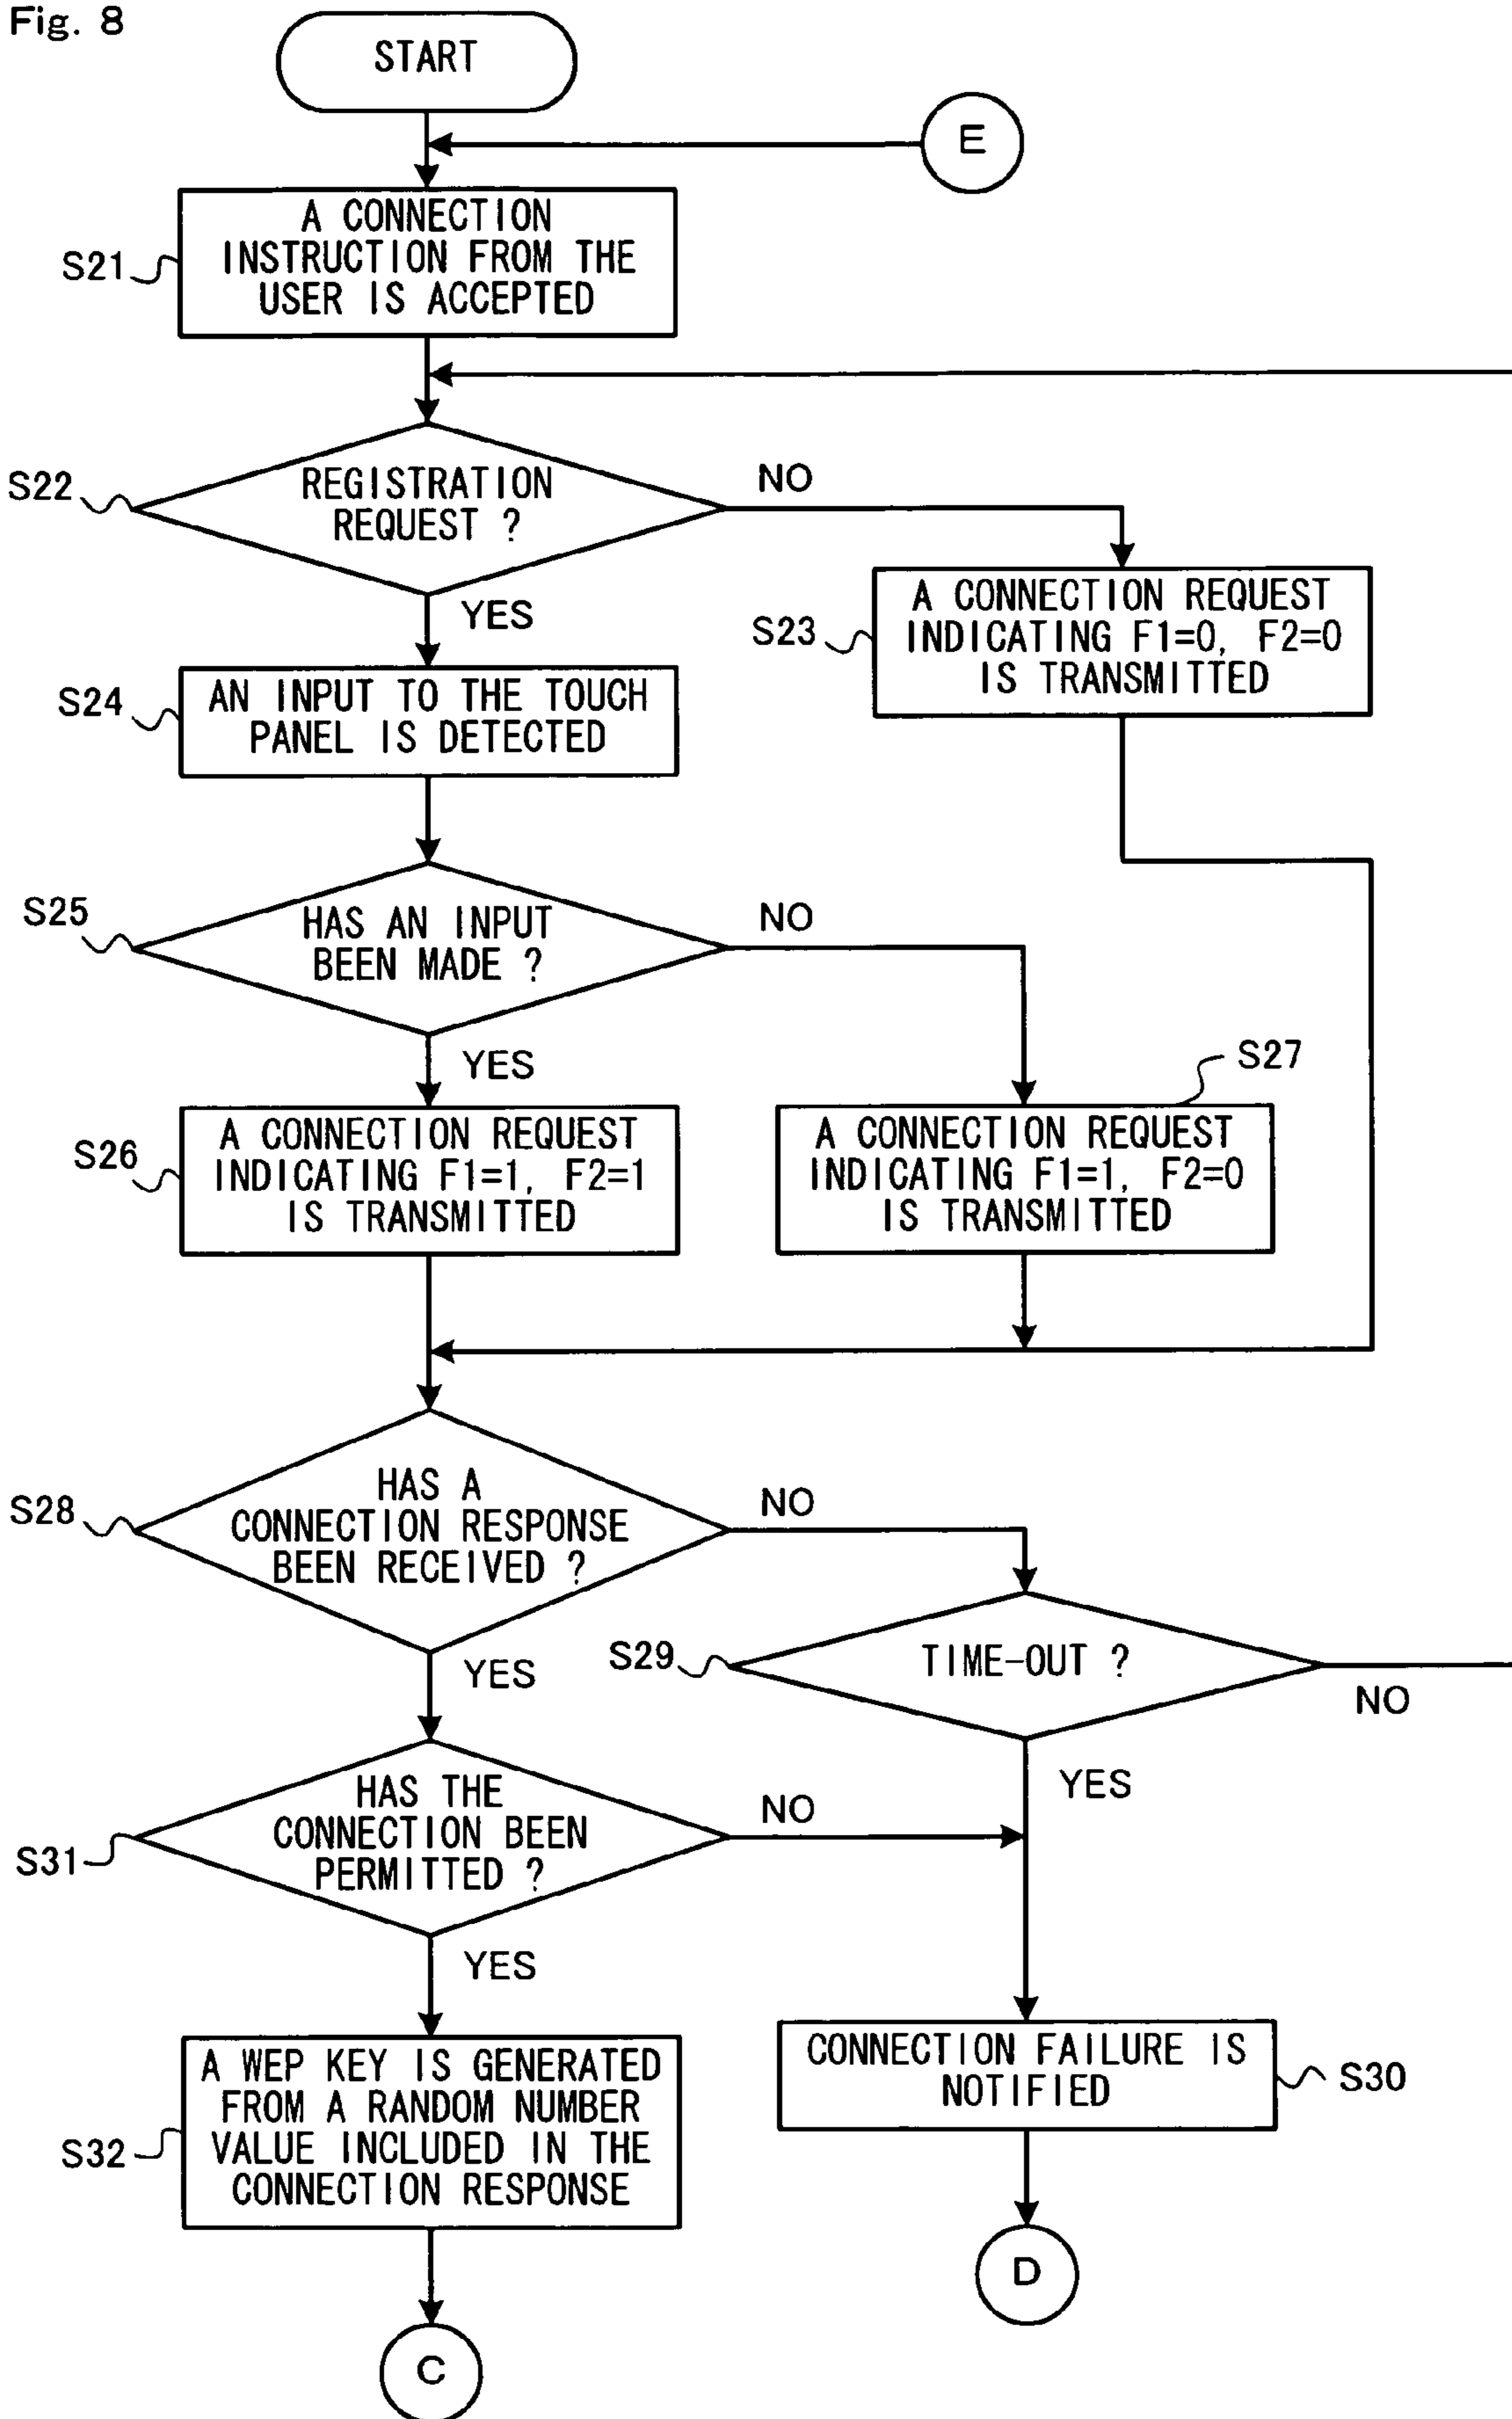 Fig. 8
START
E
A CONNECTION
INSTRUCTION FROM THE
USER IS ACCEPTED
S21
REGISTRATION
REQUEST ?
S22
NO
YES
A CONNECTION REQUEST
INDICATING F1=0, F2=0
IS TRANSMITTED
S23
AN INPUT TO THE TOUCH
PANEL IS DETECTED
S24
HAS AN INPUT
BEEN MADE ?
S25
NO
YES
S27
A CONNECTION REQUEST
INDICATING F1=1, F2=1
IS TRANSMITTED
S26
A CONNECTION REQUEST
INDICATING F1=1, F2=0
IS TRANSMITTED
HAS A
CONNECTION RESPONSE
BEEN RECEIVED ?
S28
NO
YES
S29
TIME-OUT ?
NO
YES
HAS THE
CONNECTION BEEN
PERMITTED ?
S31
NO
YES
A WEP KEY IS GENERATED
FROM A RANDOM NUMBER
VALUE INCLUDED IN THE
CONNECTION RESPONSE
S32
CONNECTION FAILURE IS
NOTIFIED
S30
D
C